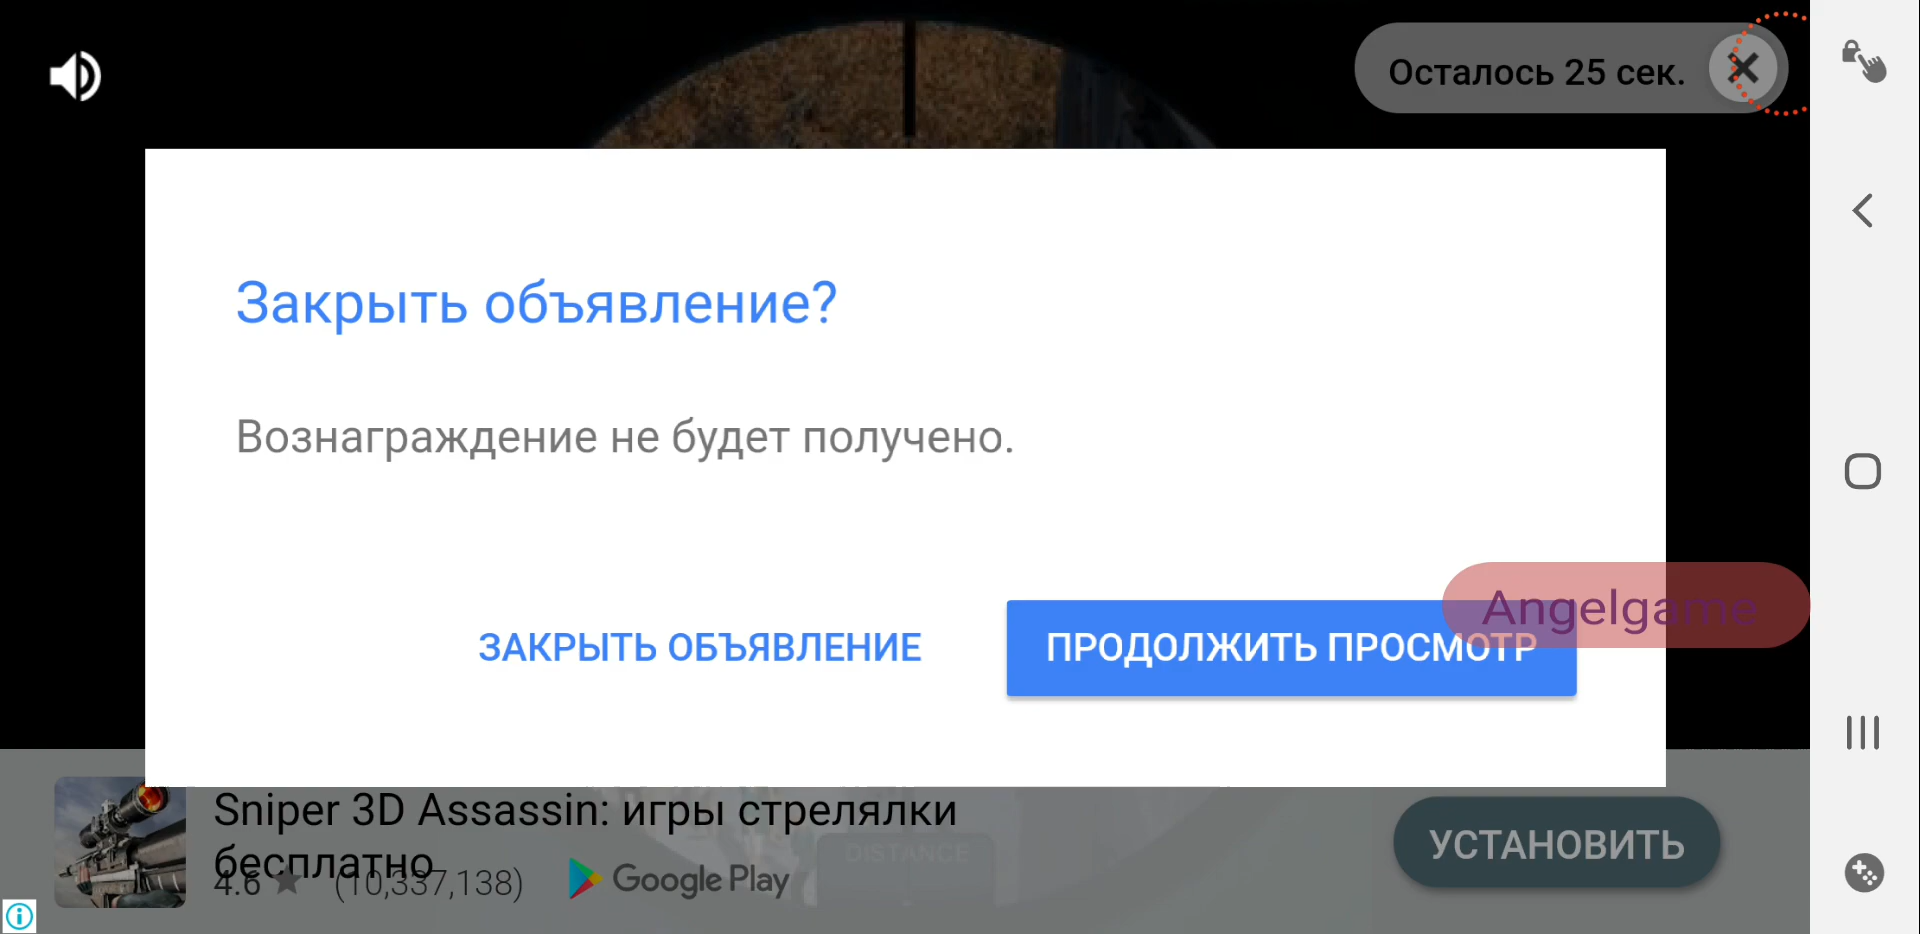 Осталось 25 сек.
Закрыть объявление?
Вознаграждение не будет получено.
Angelgame
ЗАКРЫТЬ ОБЪЯВЛЕНИЕ
ПРОДОЛЖИТЬ ПРОСМОТР
Sniper 3D Assassin: игры стрелялки
бесплатно
4.6 ★ (10,337,138) Google Play
DISTANCE
УСТАНОВИТЬ